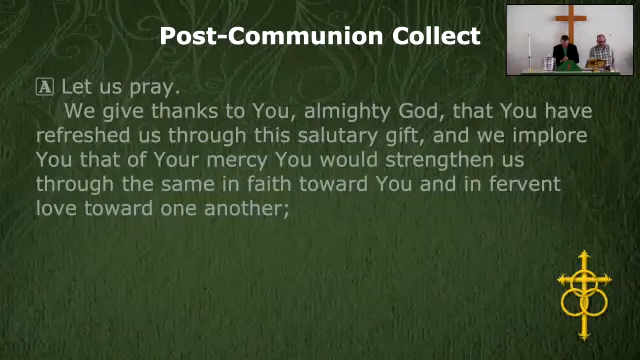 Post-Communion Collect
A Let us pray.
We give thanks to You, almighty God, that You have
refreshed us through this salutary gift, and we implore
You that of Your mercy You would strengthen us
through the same in faith toward You and in fervent
love toward one another;